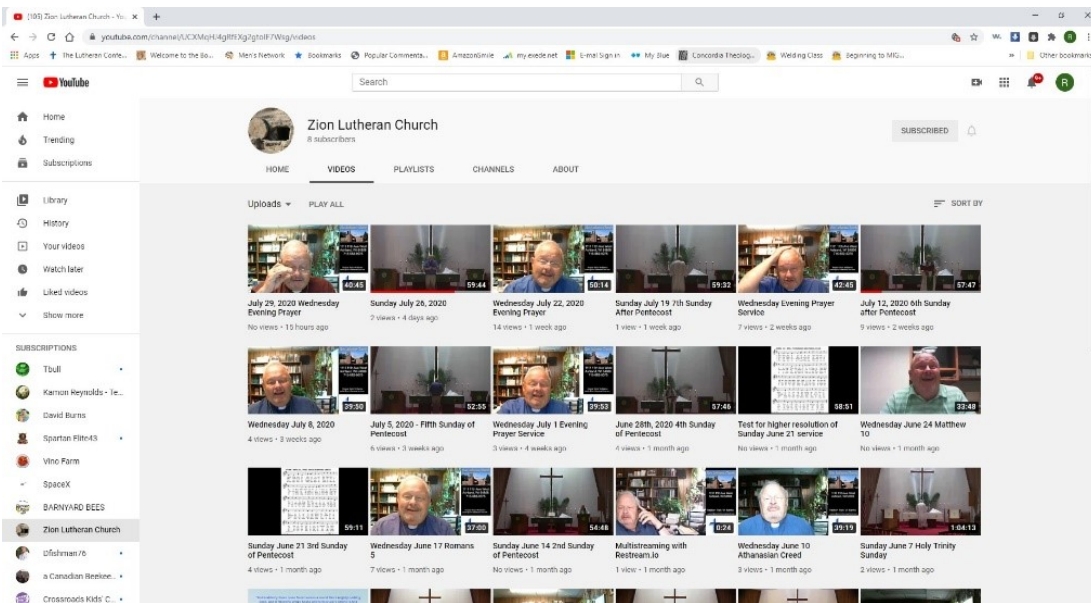 (105) Zion Lutheran Church - Yo
youtube.com/channel/
/videos
Apps
The Lutheran Conte...
Welcome to the Bo...
Men's Network
Bookmarks
Popular Commenta...
AmazonSmile
my.exede.net
E-mail Sign in
My Blue
Concordia Theolog...
Welding Class
Beginning to MIG...
Other bookmarks
YouTube
Search
9+
R
Home
Trending
Subscriptions
Library
History
Your videos
Watch later
Liked videos
Show more
SUBSCRIPTIONS
Tbull
Kamon Reynolds - Te...
David Burns
Spartan Elite43
Vino Farm
SpaceX
BARNYARD BEES
Zion Lutheran Church
Dfishman76
a Canadian Beekee...
Crossroads Kids' C...
Zion Lutheran Church
8 subscribers
SUBSCRIBED
HOME VIDEOS PLAYLISTS CHANNELS ABOUT
Uploads PLAY ALL SORT BY
40:45
July 29, 2020 Wednesday
Evening Prayer
No views • 15 hours ago
59:44
Sunday July 26, 2020
2 views • 4 days ago
50:14
Wednesday July 22, 2020
Evening Prayer
14 views • 1 week ago
59:32
Sunday July 19 7th Sunday
After Pentecost
1 view • 1 week ago
42:45
Wednesday Evening Prayer
Service
7 views • 2 weeks ago
57:47
July 12, 2020 6th Sunday
after Pentecost
9 views • 2 weeks ago
39:50
Wednesday July 8, 2020
4 views • 3 weeks ago
52:55
July 5, 2020 - Fifth Sunday of
Pentecost
6 views • 3 weeks ago
39:53
Wednesday July 1 Evening
Prayer Service
3 views • 4 weeks ago
57:46
June 28th, 2020 4th Sunday
of Pentecost
4 views • 1 month ago
58:51
Test for higher resolution of
Sunday June 21 service
No views • 1 month ago
33:48
Wednesday June 24 Matthew
10
No views • 1 month ago
59:11
Sunday June 21 3rd Sunday
of Pentecost
4 views • 1 month ago
37:00
Wednesday June 17 Romans
5
7 views • 1 month ago
54:48
Sunday June 14 2nd Sunday
of Pentecost
No views • 1 month ago
0:24
Multistreaming with
Restream.io
1 view • 1 month ago
39:19
Wednesday June 10
Athanasian Creed
3 views • 1 month ago
1:04:13
Sunday June 7 Holy Trinity
Sunday
2 views • 1 month ago